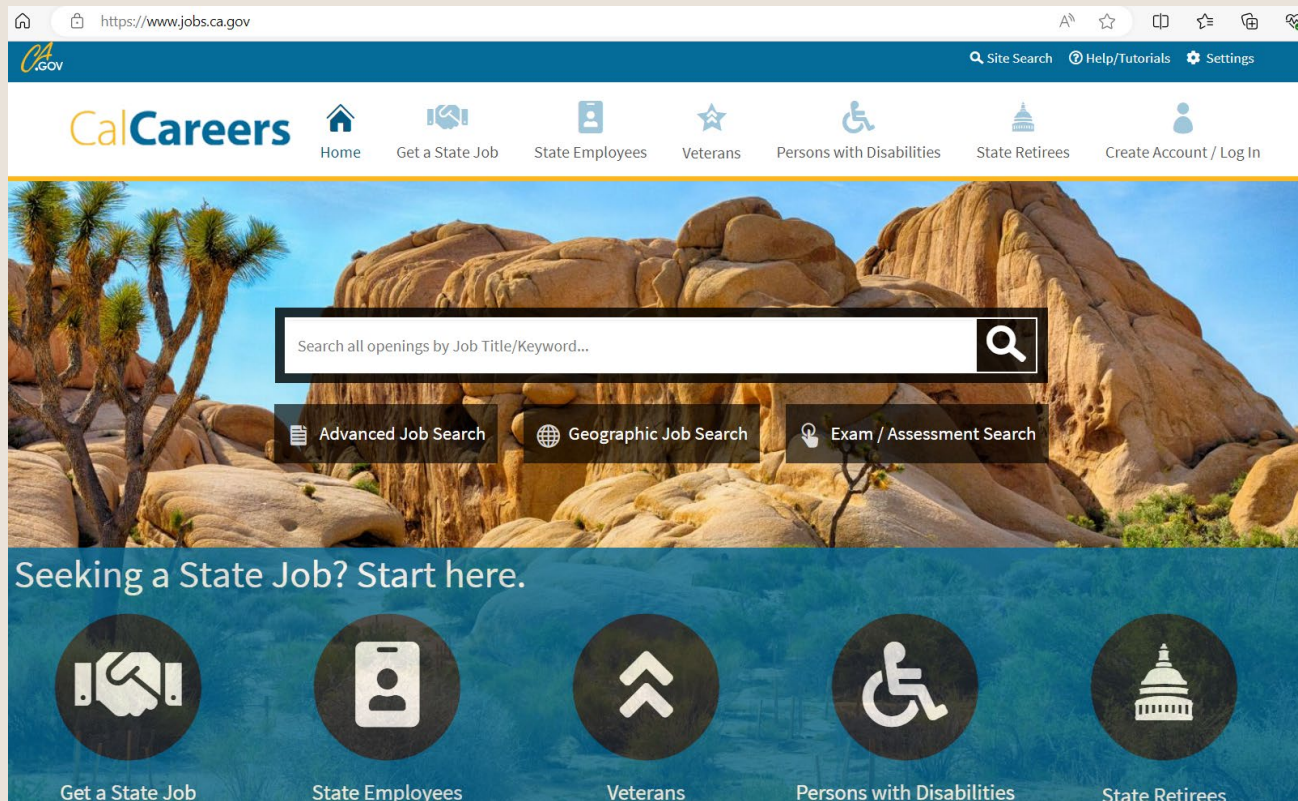 https://www.jobs.ca.gov
CA.GOV
Site Search Help/Tutorials Settings
CalCareers
Home Get a State Job State Employees Veterans Persons with Disabilities State Retirees Create Account / Log In
Search all openings by Job Title/Keyword...
Advanced Job Search Geographic Job Search Exam / Assessment Search
Seeking a State Job? Start here.
Get a State Job State Employees Veterans Persons with Disabilities State Retirees